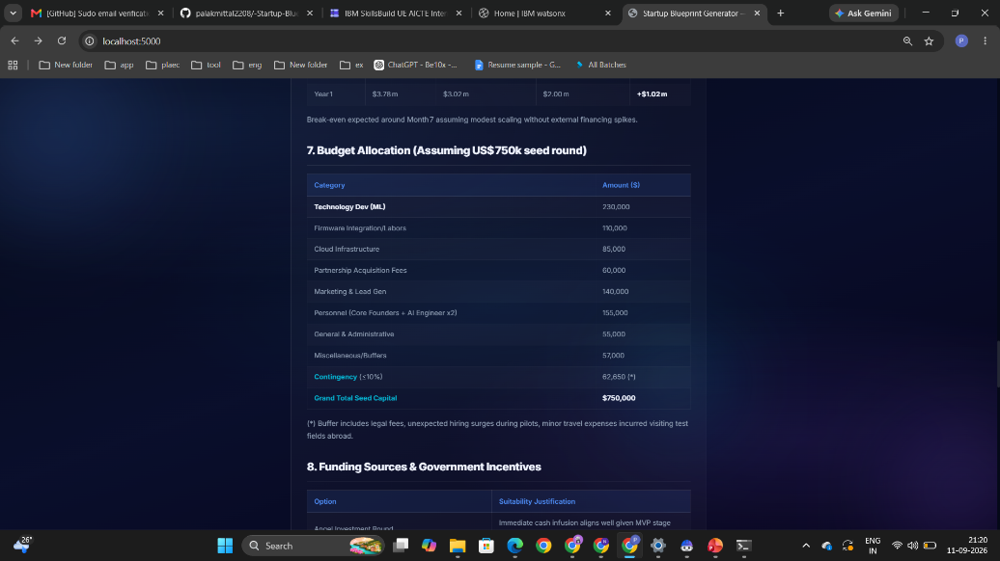 [GitHub] Sudo email verificat
palakmittal2208/-Startup-Blu
IBM SkillsBuild UE AICTE Inter
Home | IBM watsonx
Startup Blueprint Generator –
Ask Gemini
localhost:5000
P
New folder
app
plaec
tool
eng
New folder
ex
ChatGPT - Be10x -...
Resume sample - G...
All Batches
Year 1 $3.78 m $3.02 m $2.00 m +$1.02 m
Break-even expected around Month 7 assuming modest scaling without external financing spikes.
7. Budget Allocation (Assuming US$ 750k seed round)
Category Amount ($)
Technology Dev (ML) 230,000
Firmware Integration/Labors 110,000
Cloud Infrastructure 85,000
Partnership Acquisition Fees 60,000
Marketing & Lead Gen 140,000
Personnel (Core Founders + AI Engineer x2) 155,000
General & Administrative 55,000
Miscellaneous/Buffers 57,000
Contingency (≤10%) 62,650 (*)
Grand Total Seed Capital $750,000
(*) Buffer includes legal fees, unexpected hiring surges during pilots, minor travel expenses incurred visiting test
fields abroad.
8. Funding Sources & Government Incentives
Option Suitability Justification
Immediate cash infusion aligns well given MVP stage
Angel Investment Round
26°
Search
ENG
IN
21:20
11-09-2026